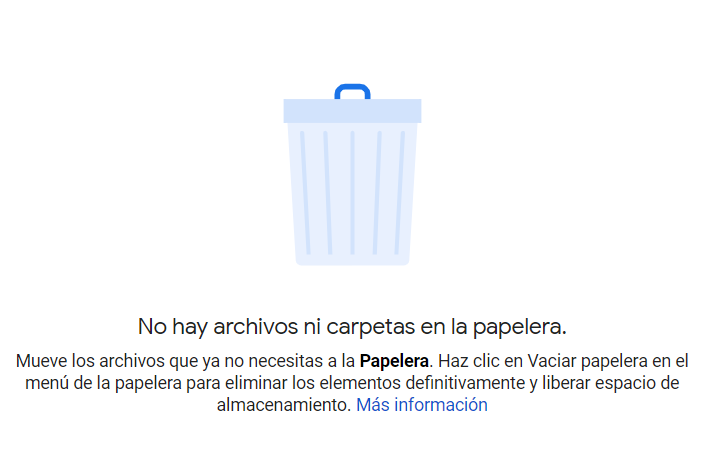 No hay archivos ni carpetas en la papelera.
Mueve los archivos que ya no necesitas a la Papelera. Haz clic en Vaciar papelera en el
menú de la papelera para eliminar los elementos definitivamente y liberar espacio de
almacenamiento. Más información